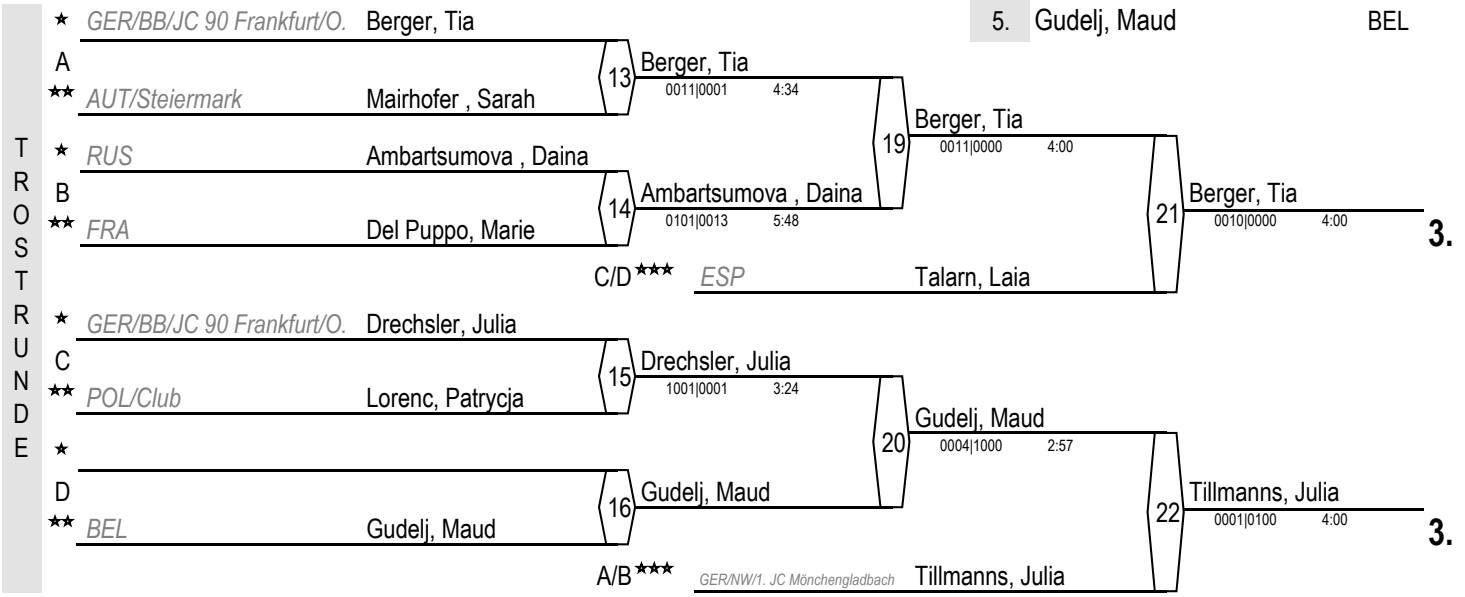 ★ GER/BB/JC 90 Frankfurt/O. Berger, Tia
5. Gudelj, Maud BEL
A
13 Berger, Tia
0011|0001 4:34
★★ AUT/Steiermark Mairhofer , Sarah
19 Berger, Tia
0011|0000 4:00
★ RUS Ambartsumova , Daina
B
14 Ambartsumova , Daina
0101|0013 5:48
★★ FRA Del Puppo, Marie
21 Berger, Tia
0010|0000 4:00
3.
C/D ★★★ ESP Talarn, Laia
TROSTRUNDE
★ GER/BB/JC 90 Frankfurt/O. Drechsler, Julia
C
15 Drechsler, Julia
1001|0001 3:24
★★ POL/Club Lorenc, Patrycja
20 Gudelj, Maud
0004|1000 2:57
★
D
16 Gudelj, Maud
★★ BEL Gudelj, Maud
22 Tillmanns, Julia
0001|0100 4:00
3.
A/B ★★★ GER/NW/1. JC Mönchengladbach Tillmanns, Julia